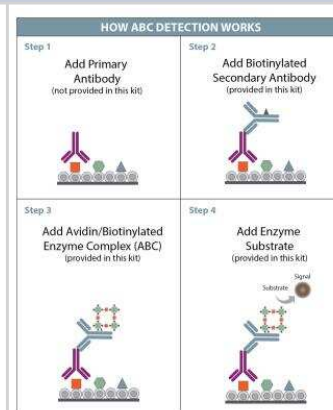 HOW ABC DETECTION WORKS
Step 1
Add Primary
Antibody
(not provided in this kit)
Step 2
Add Biotinylated
Secondary Antibody
(provided in this kit)
Step 3
Add Avidin/Biotinylated
Enzyme Complex (ABC)
(provided in this kit)
Step 4
Add Enzyme
Substrate
(provided in this kit)
Signal
Substrate